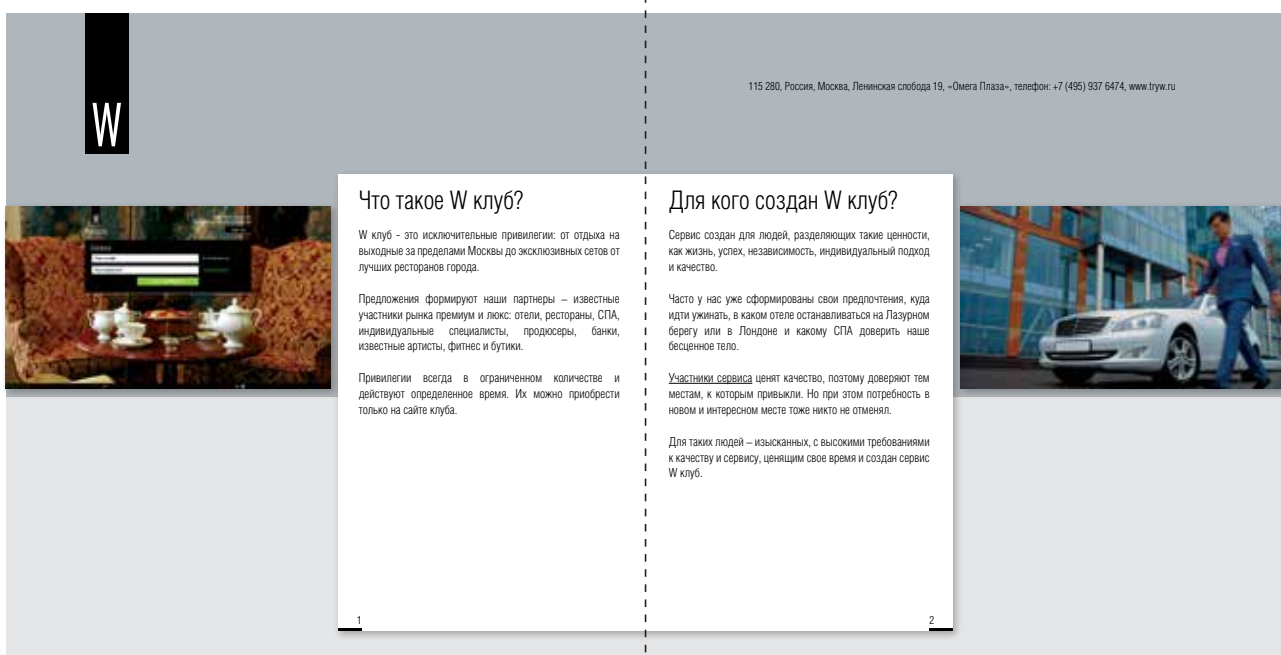 W
115 280, Россия, Москва, Ленинская слобода 19, «Омега Плаза», телефон: +7 (495) 937 6474, www.tryw.ru
Что такое W клуб?
W клуб - это исключительные привилегии: от отдыха на
выходные за пределами Москвы до эксклюзивных сетов от
лучших ресторанов города.
Предложения формируют наши партнеры – известные
участники рынка премиум и люкс: отели, рестораны, СПА,
индивидуальные специалисты, продюсеры, банки,
известные артисты, фитнес и бутики.
Привилегии всегда в ограниченном количестве и
действуют определенное время. Их можно приобрести
только на сайте клуба.
1
Для кого создан W клуб?
Сервис создан для людей, разделяющих такие ценности,
как жизнь, успех, независимость, индивидуальный подход
и качество.
Часто у нас уже сформированы свои предпочтения, куда
идти ужинать, в каком отеле останавливаться на Лазурном
берегу или в Лондоне и какому СПА доверить наше
бесценное тело.
Участники сервиса ценят качество, поэтому доверяют тем
местам, к которым привыкли. Но при этом потребность в
новом и интересном месте тоже никто не отменял.
Для таких людей – изысканных, с высокими требованиями
к качеству и сервису, ценящим свое время и создан сервис
W клуб.
2